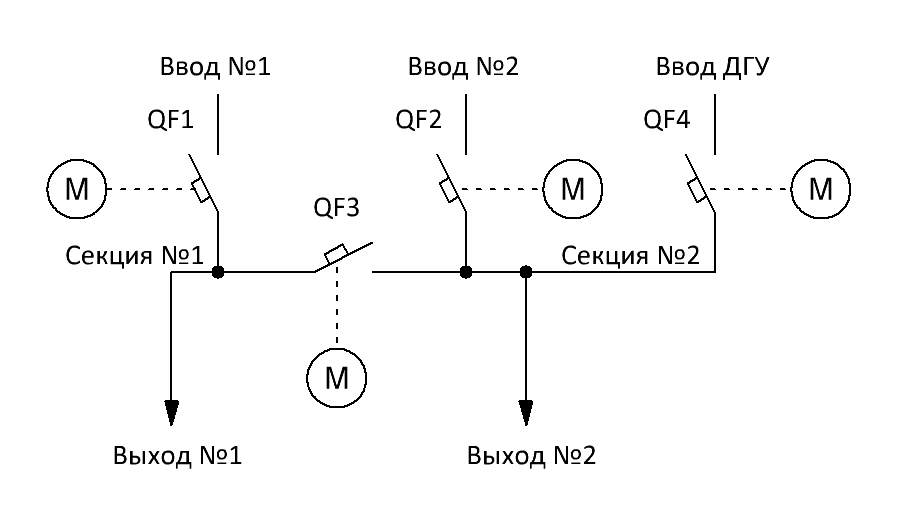 Ввод №1
Ввод №2
Ввод ДГУ
QF1
QF2
QF4
M
M
M
QF3
Секция №1
Секция №2
M
Выход №1
Выход №2